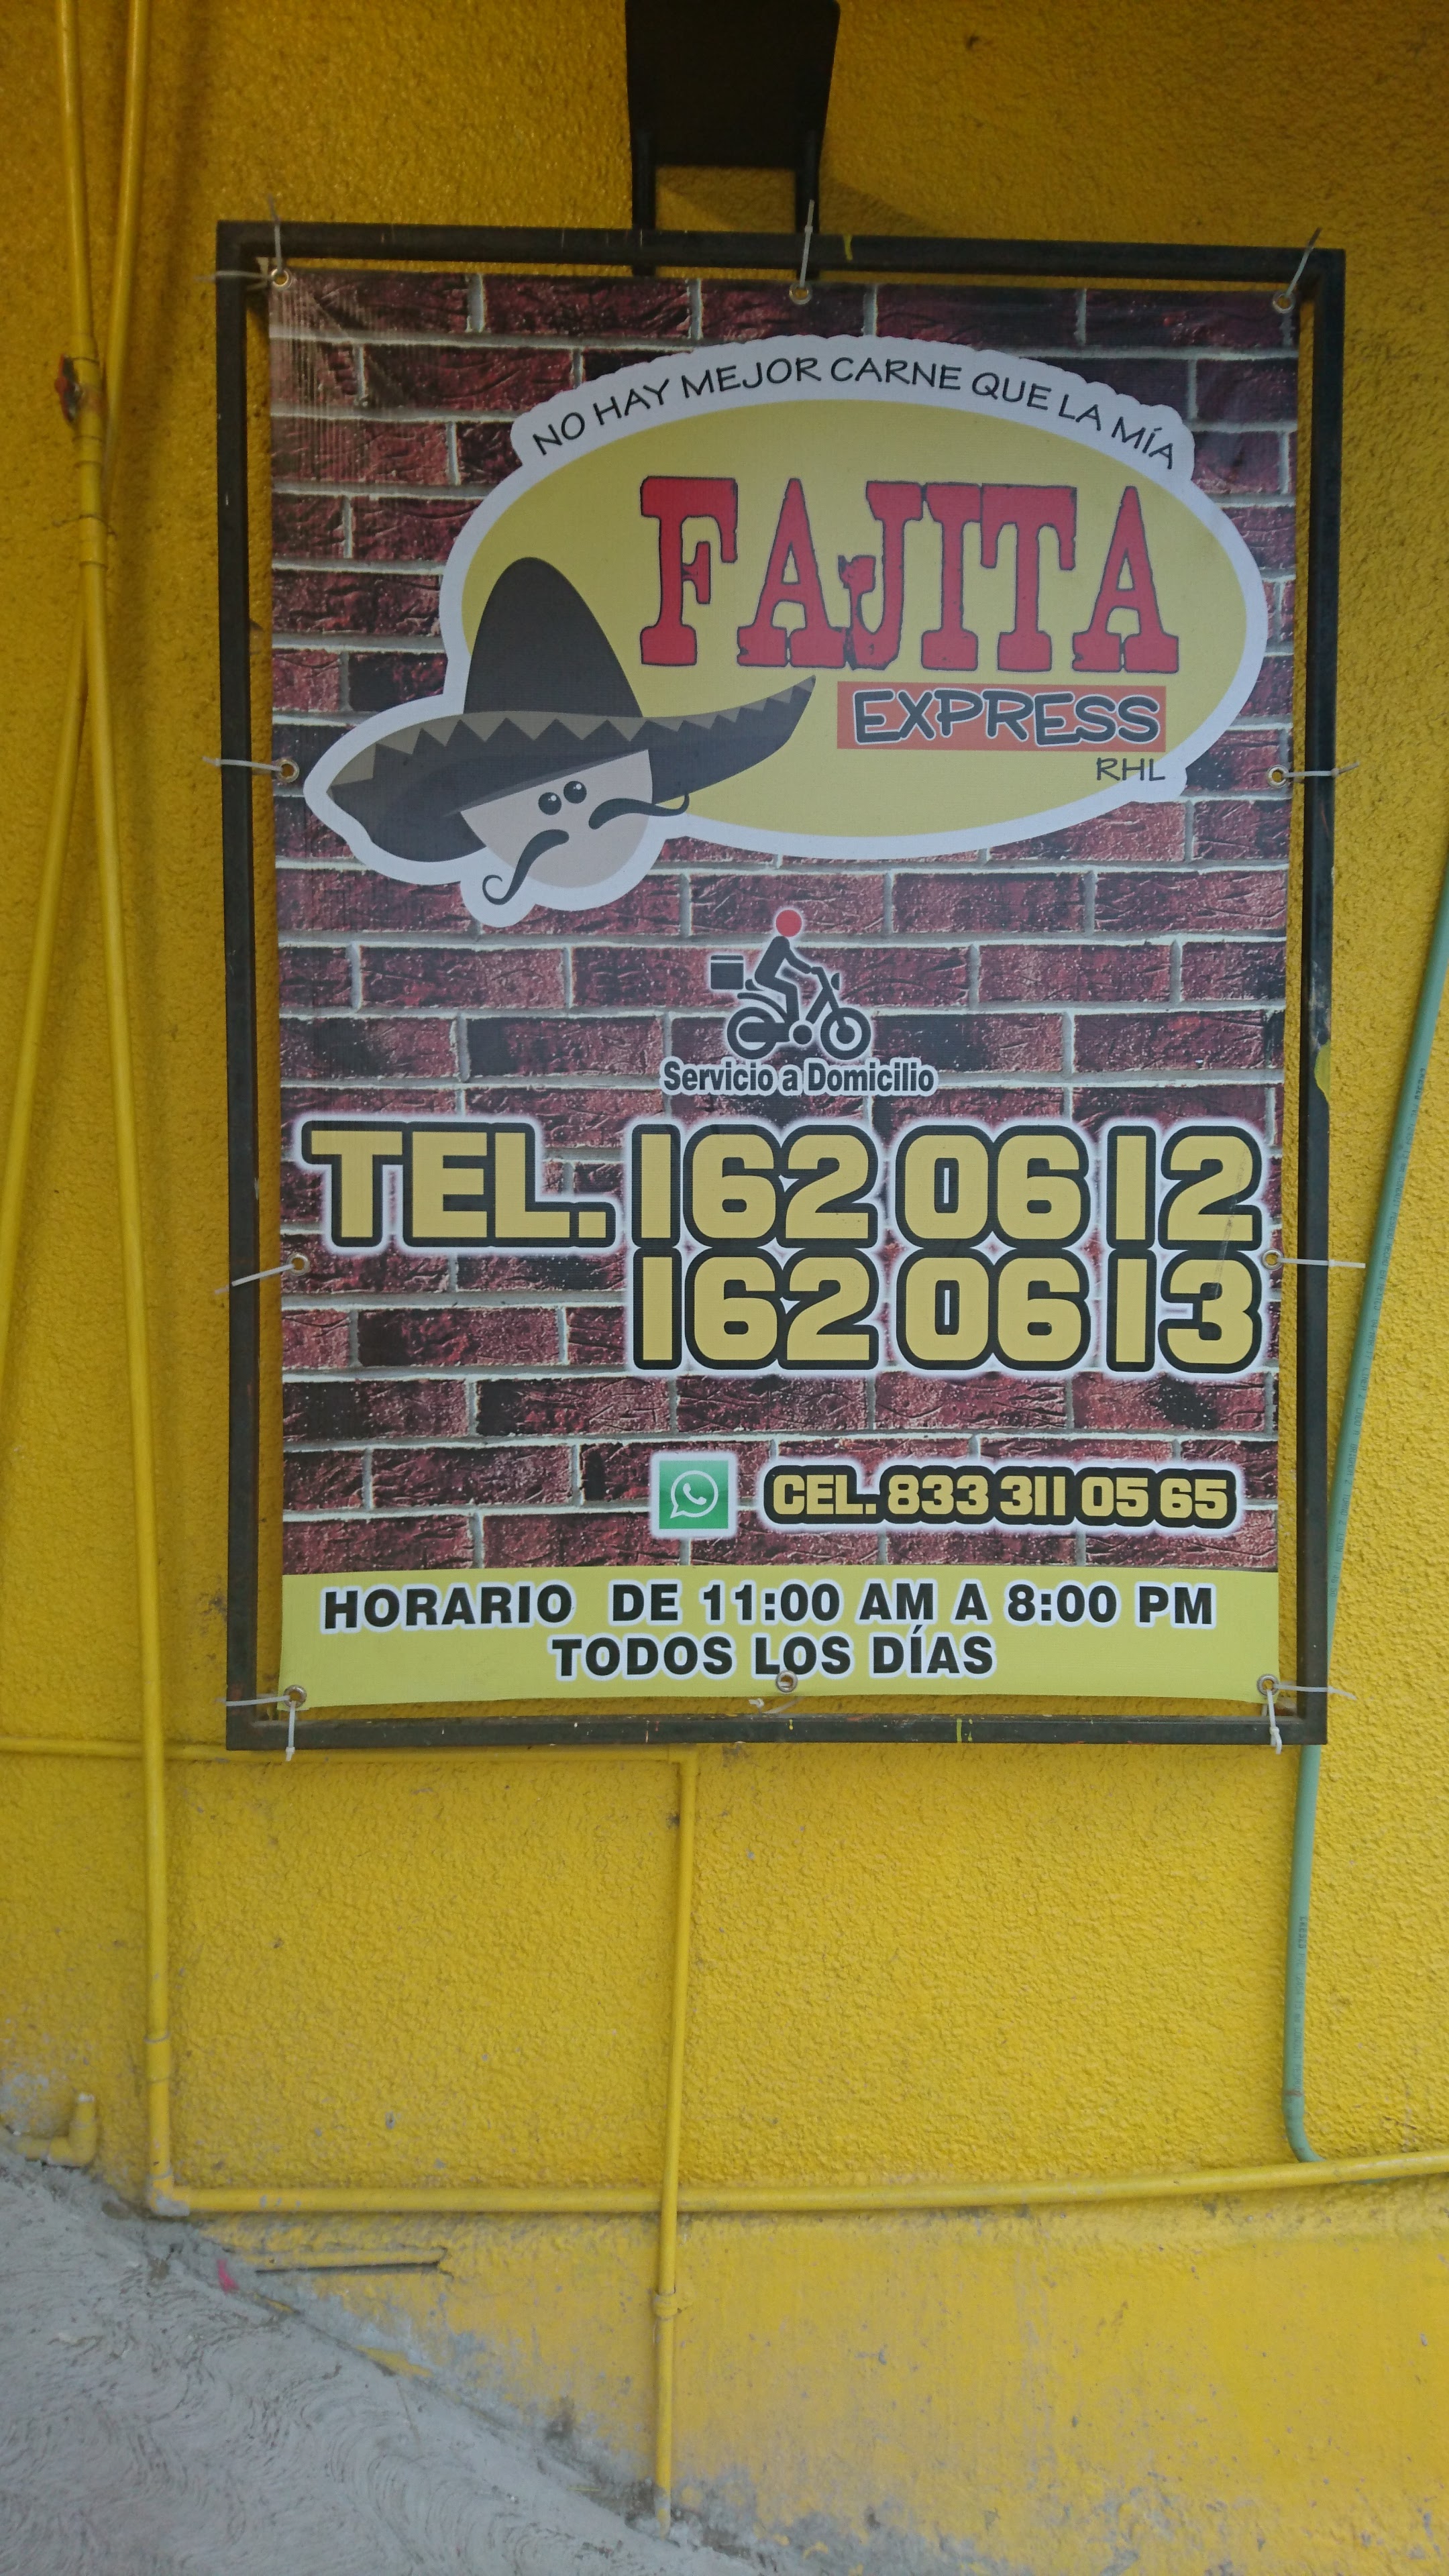 NO HAY MEJOR CARNE QUE LA MÍA
FAJITA
EXPRESS
RHL
Servicio a Domicilio
TEL. 162 06 12
162 06 13
CEL. 833 311 05 65
HORARIO DE 11:00 AM A 8:00 PM
TODOS LOS DÍAS